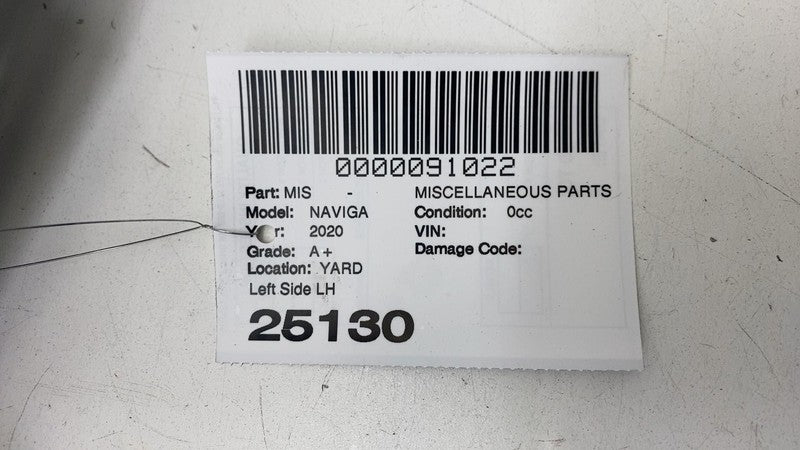 0000091022
Part: MIS - MISCELLANEOUS PARTS
Model: NAVIGA Condition: 0cc
2020 VIN:
Grade: A+ Damage Code:
Location: YARD
Left Side LH
25130